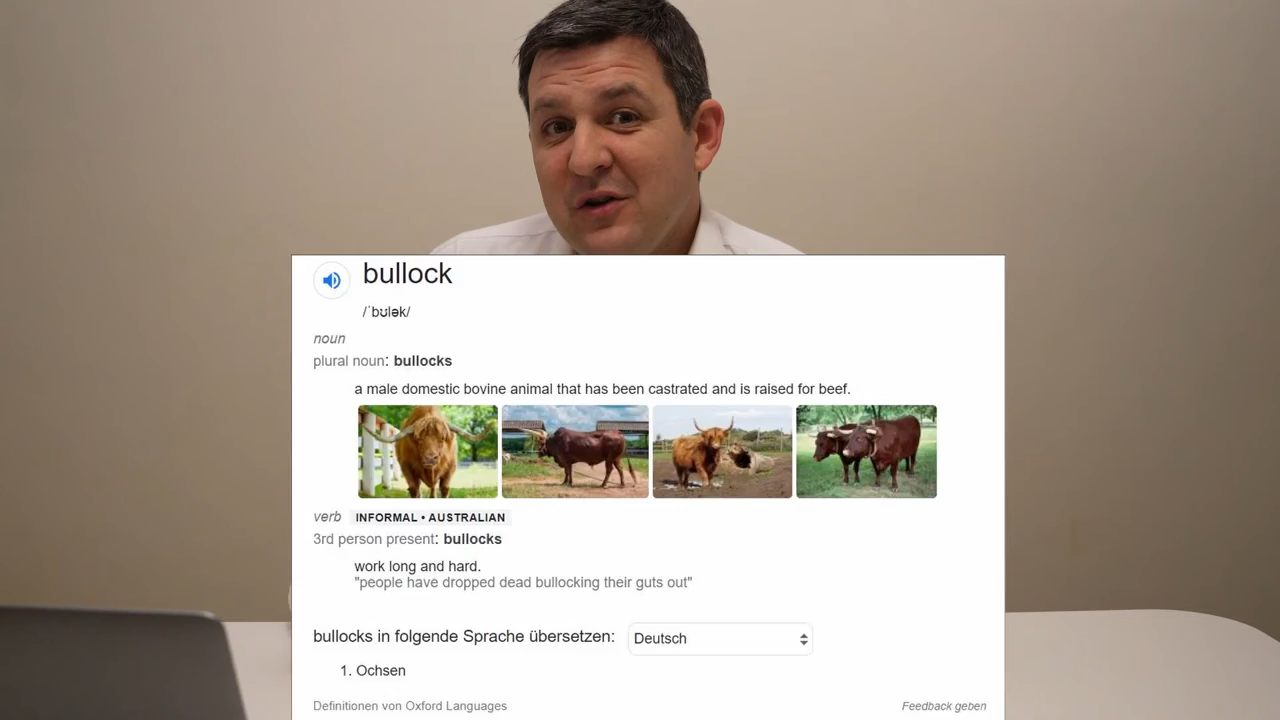 bullock
/ˈbʊlək/
noun
plural noun: bullocks
a male domestic bovine animal that has been castrated and is raised for beef.
verb INFORMAL • AUSTRALIAN
3rd person present: bullocks
work long and hard.
"people have dropped dead bullocking their guts out"
bullocks in folgende Sprache übersetzen: Deutsch
1. Ochsen
Definitionen von Oxford Languages Feedback geben